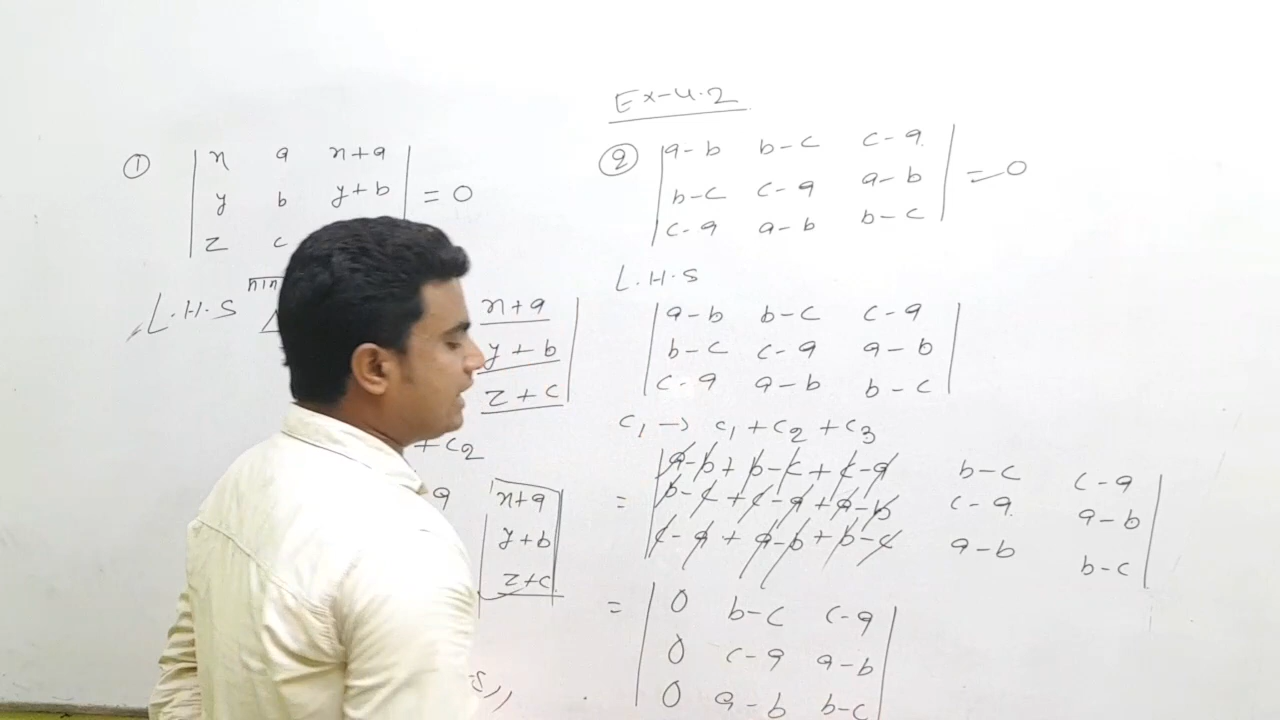 Ex-4.2
① | x a x+a |
| y b y+b | = 0
| z c
L.H.S
x+a |
y+b |
z+c |
+ c₂
a | x+a |
y+b |
z+c |
② | a-b b-c c-a |
| b-c c-a a-b | = 0
| c-a a-b b-c |
L.H.S
| a-b b-c c-a |
| b-c c-a a-b |
| c-a a-b b-c |
c₁ → c₁ + c₂ + c₃
= | a-b+b-c+c-a b-c c-a |
| b-c+c-a+a-b c-a a-b |
| c-a+a-b+b-c a-b b-c |
= | 0 b-c c-a |
| 0 c-a a-b |
| 0 a-b b-c |